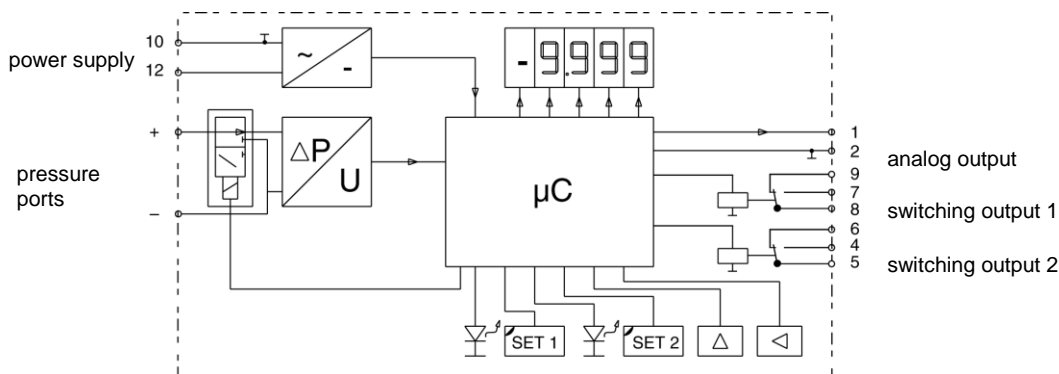 power supply
10
12
~
-
-9.999
+
−
pressure ports
ΔP
U
µC
1
2
analog output
9
7
8
switching output 1
6
4
5
switching output 2
SET 1
SET 2